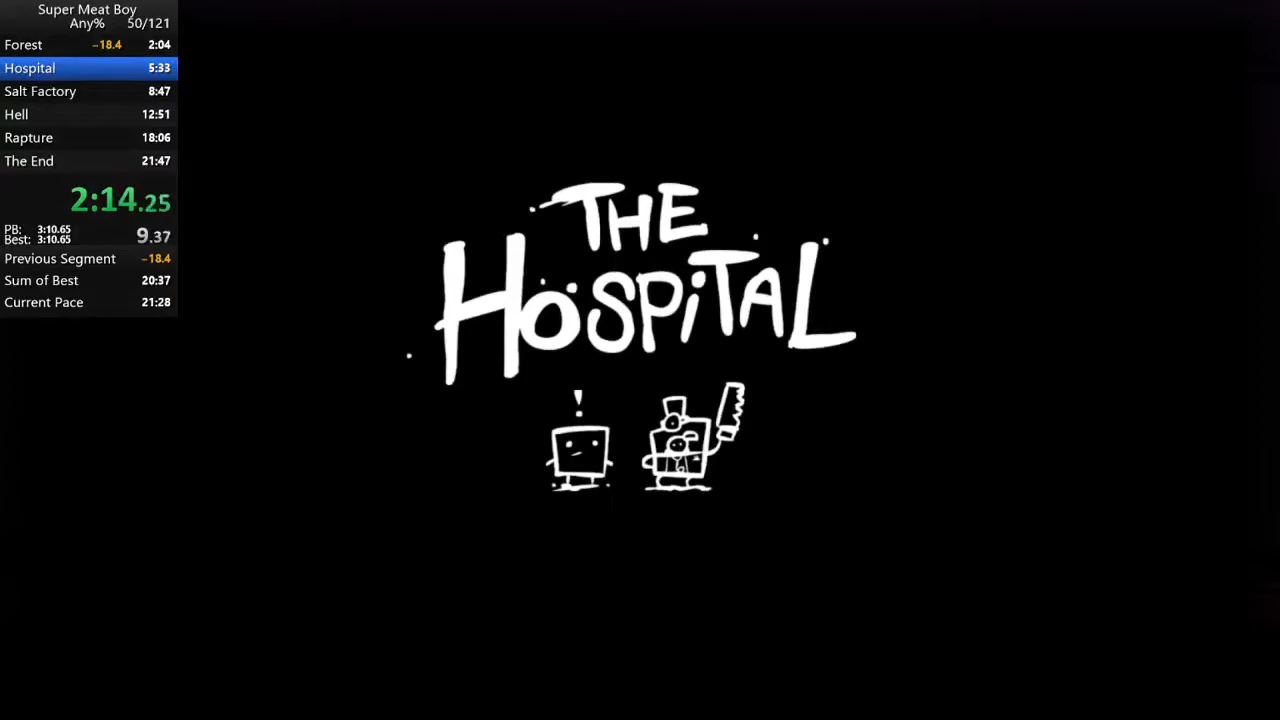 Super Meat Boy
Any% 50/121
Forest −18.4 2:04
Hospital 5:33
Salt Factory 8:47
Hell 12:51
Rapture 18:06
The End 21:47
2:14.25
PB: 3:10.65
Best: 3:10.65 9.37
Previous Segment −18.4
Sum of Best 20:37
Current Pace 21:28
THE
HOSPiTAL
!